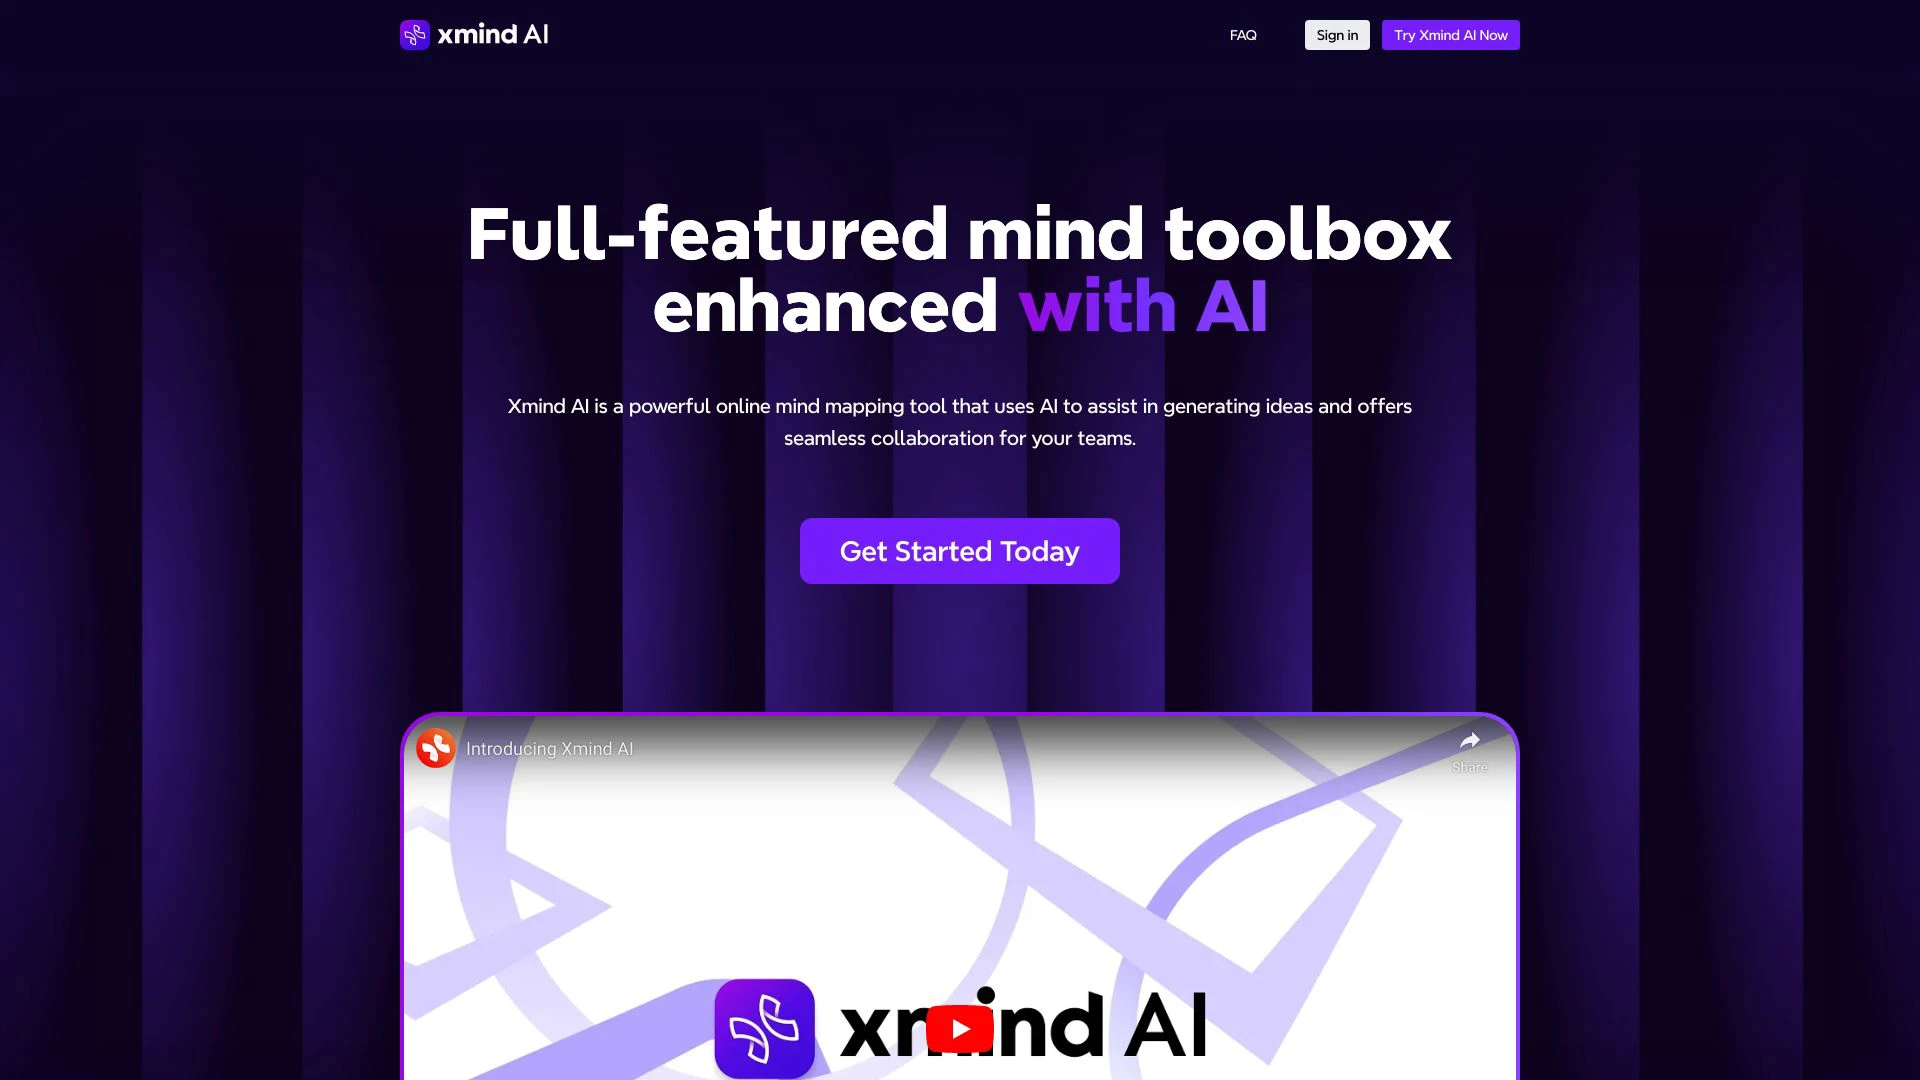 xmind AI
FAQ
Sign in
Try Xmind AI Now
Full-featured mind toolbox
enhanced with AI
Xmind AI is a powerful online mind mapping tool that uses AI to assist in generating ideas and offers
seamless collaboration for your teams.
Get Started Today
Introducing Xmind AI
Share
xmind AI